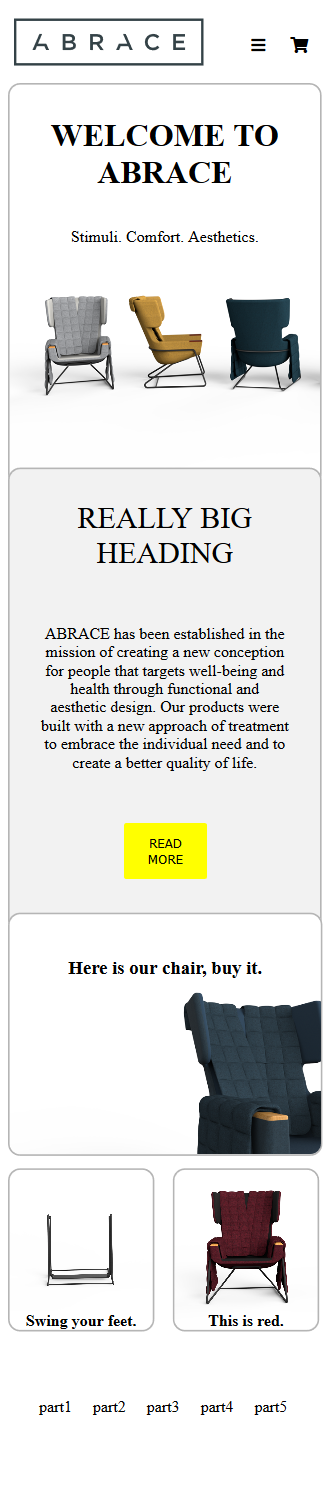 ABRACE
WELCOME TO
ABRACE
Stimuli. Comfort. Aesthetics.
REALLY BIG
HEADING
ABRACE has been established in the
mission of creating a new conception
for people that targets well-being and
health through functional and
aesthetic design. Our products were
built with a new approach of treatment
to embrace the individual need and to
create a better quality of life.
READ
MORE
Here is our chair, buy it.
Swing your feet.
This is red.
part1 part2 part3 part4 part5